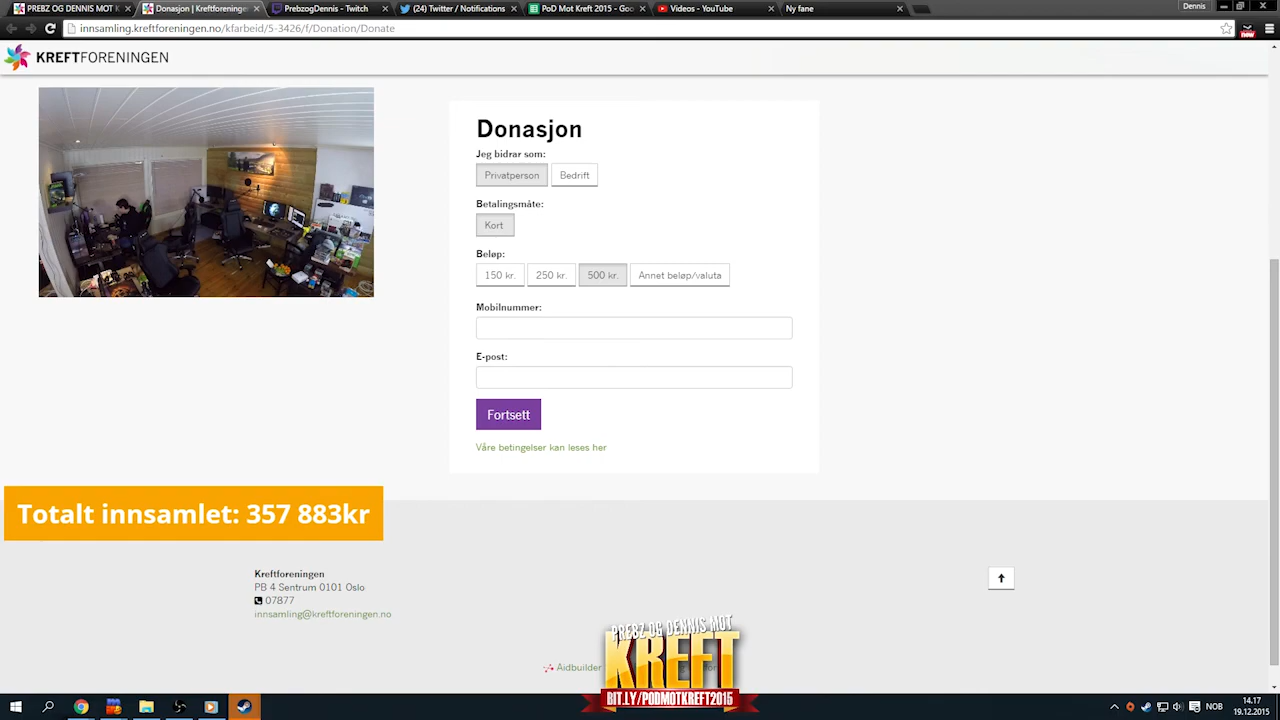 PREBZ OG DENNIS MOT
Donasjon | Kreftforeningen
PrebzogDennis - Twitch
(24) Twitter / Notifications
PoD Mot Kreft 2015 - Goo
Videos - YouTube
Ny fane
Dennis
innsamling.kreftforeningen.no/kfarbeid/5-3426/f/Donation/Donate
new
KREFTFORENINGEN
Donasjon
Jeg bidrar som:
Privatperson
Bedrift
Betalingsmåte:
Kort
Beløp:
150 kr.
250 kr.
500 kr.
Annet beløp/valuta
Mobilnummer:
E-post:
Fortsett
Våre betingelser kan leses her
Totalt innsamlet: 357 883kr
Kreftforeningen
PB 4 Sentrum 0101 Oslo
07877
innsamling@kreftforeningen.no
Aidbuilder
PREBZ OG DENNIS MOT
KREFT
BIT.LY/PODMOTKREFT2015
NOB
14.17
19.12.2015